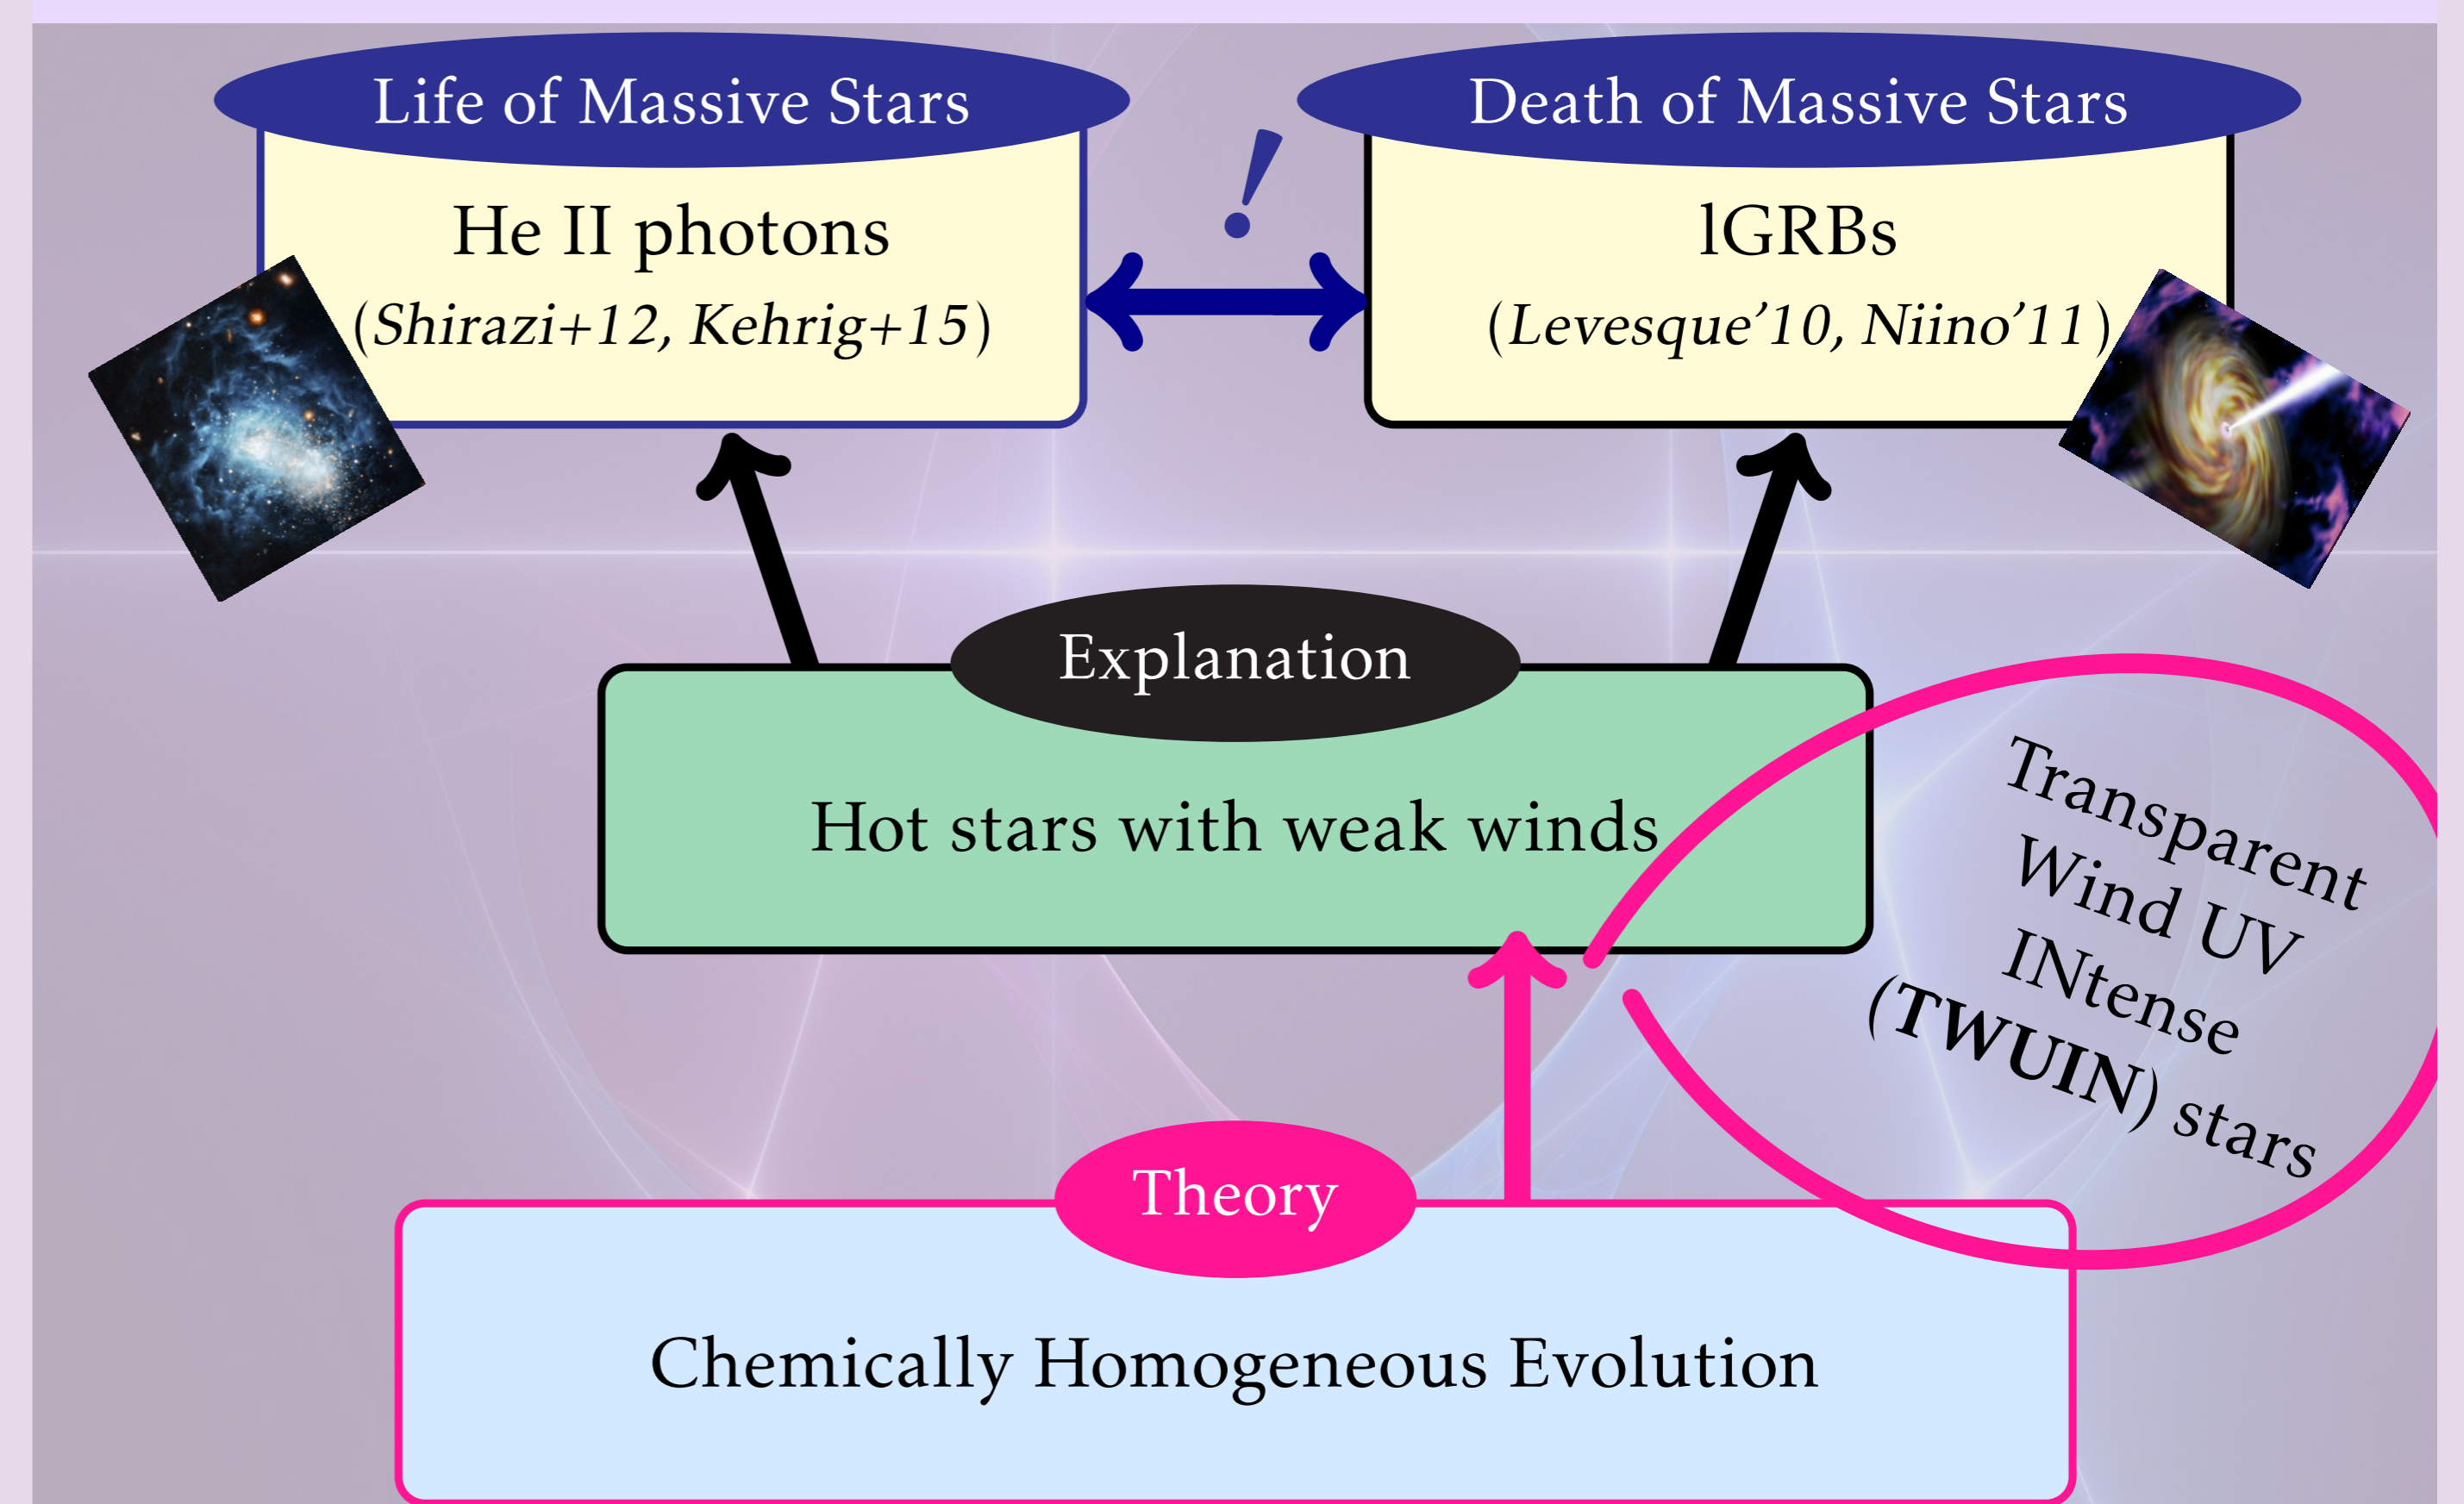 Life of Massive Stars
He II photons
(Shirazi+12, Kehrig+15)
!
Death of Massive Stars
lGRBs
(Levesque'10, Niino'11)
Explanation
Hot stars with weak winds
Transparent
Wind UV
INtense
(TWUIN) stars
Theory
Chemically Homogeneous Evolution